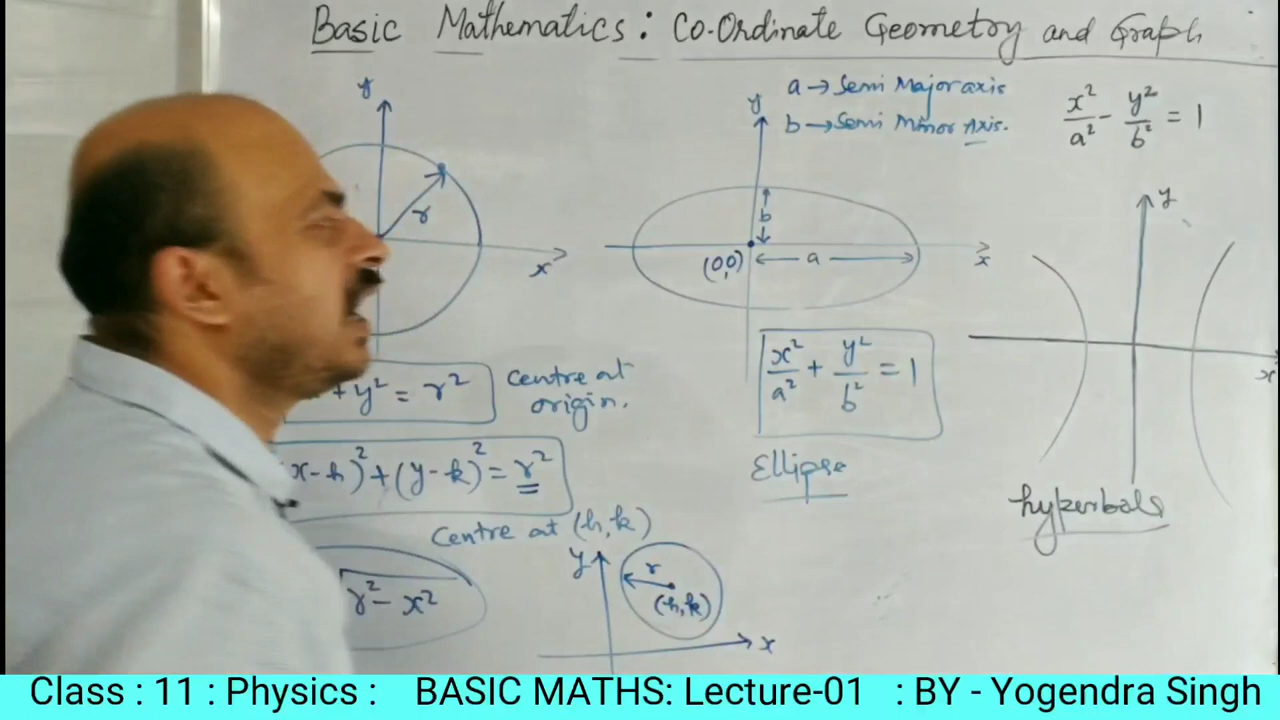 Basic Mathematics : Co-Ordinate Geometry and Graph
y
r
x
+ y² = r²
Centre at
origin.
x-h)² + (y-k)² = r²
Centre at (h,k)
r² - x²
y
r
(h,k)
x
a → Semi Major axis
b → Semi Minor Axis.
y
b
(0,0)
a
x
x²/a² + y²/b² = 1
Ellipse
x²/a² - y²/b² = 1
y
x
hyperbola
Class : 11 : Physics : BASIC MATHS: Lecture-01 : BY - Yogendra Singh